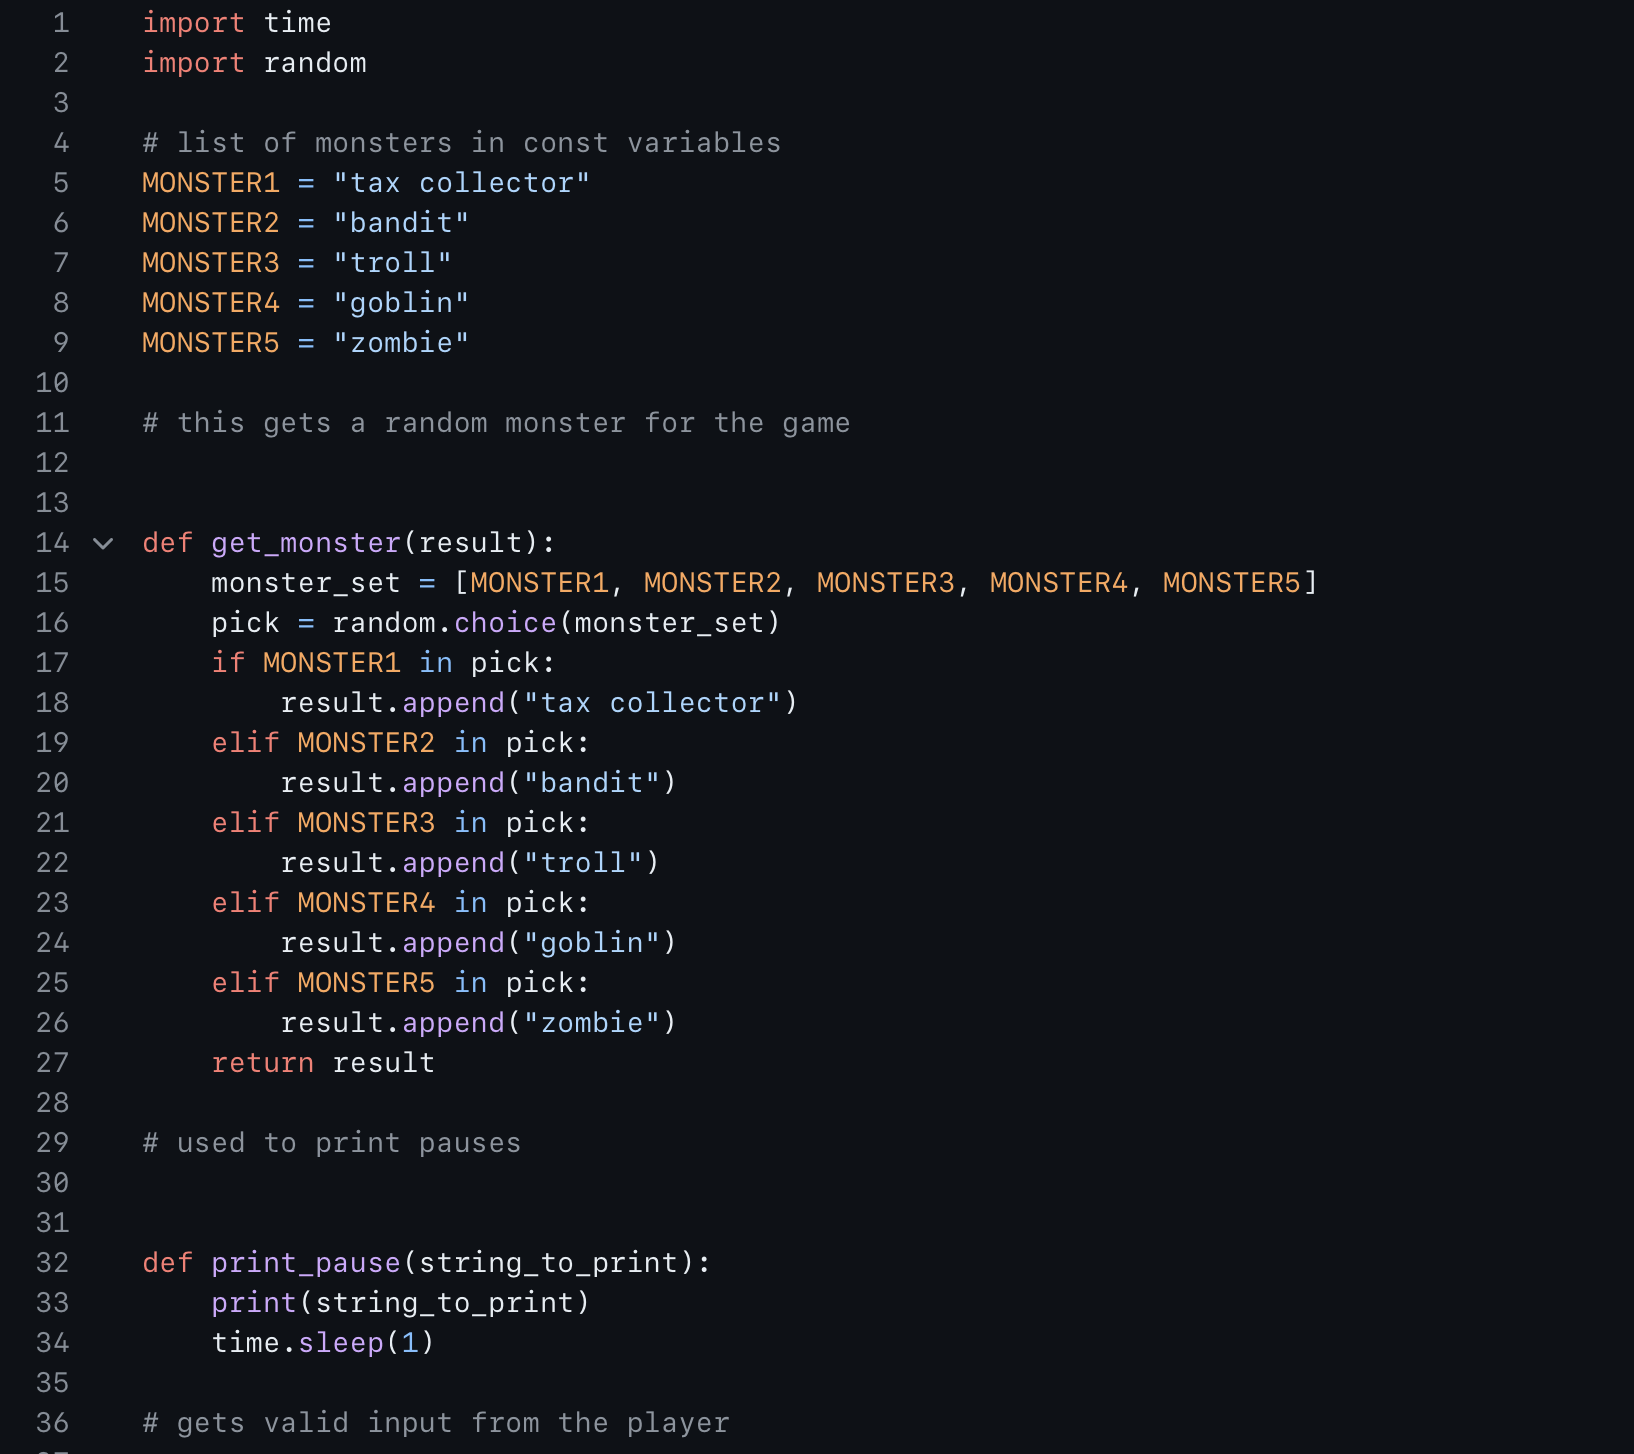 1 import time
2 import random
3
4 # list of monsters in const variables
5 MONSTER1 = "tax collector"
6 MONSTER2 = "bandit"
7 MONSTER3 = "troll"
8 MONSTER4 = "goblin"
9 MONSTER5 = "zombie"
10
11 # this gets a random monster for the game
12
13
14 def get_monster(result):
15     monster_set = [MONSTER1, MONSTER2, MONSTER3, MONSTER4, MONSTER5]
16     pick = random.choice(monster_set)
17     if MONSTER1 in pick:
18         result.append("tax collector")
19     elif MONSTER2 in pick:
20         result.append("bandit")
21     elif MONSTER3 in pick:
22         result.append("troll")
23     elif MONSTER4 in pick:
24         result.append("goblin")
25     elif MONSTER5 in pick:
26         result.append("zombie")
27     return result
28
29 # used to print pauses
30
31
32 def print_pause(string_to_print):
33     print(string_to_print)
34     time.sleep(1)
35
36 # gets valid input from the player